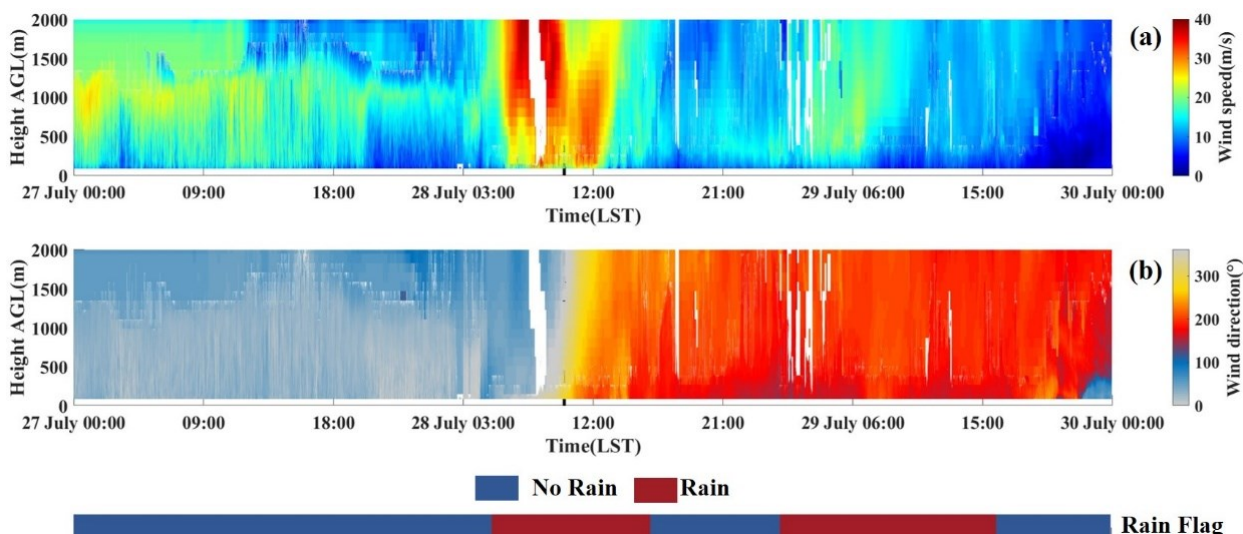 2000
1500
1000
500
0
Height AGL(m)
27 July 00:00 09:00 18:00 28 July 03:00 12:00 21:00 29 July 06:00 15:00 30 July 00:00
Time(LST)
(a)
40
30
20
10
0
Wind speed(m/s)
2000
1500
1000
500
0
Height AGL(m)
27 July 00:00 09:00 18:00 28 July 03:00 12:00 21:00 29 July 06:00 15:00 30 July 00:00
Time(LST)
(b)
300
200
100
0
Wind direction(°)
No Rain Rain
Rain Flag